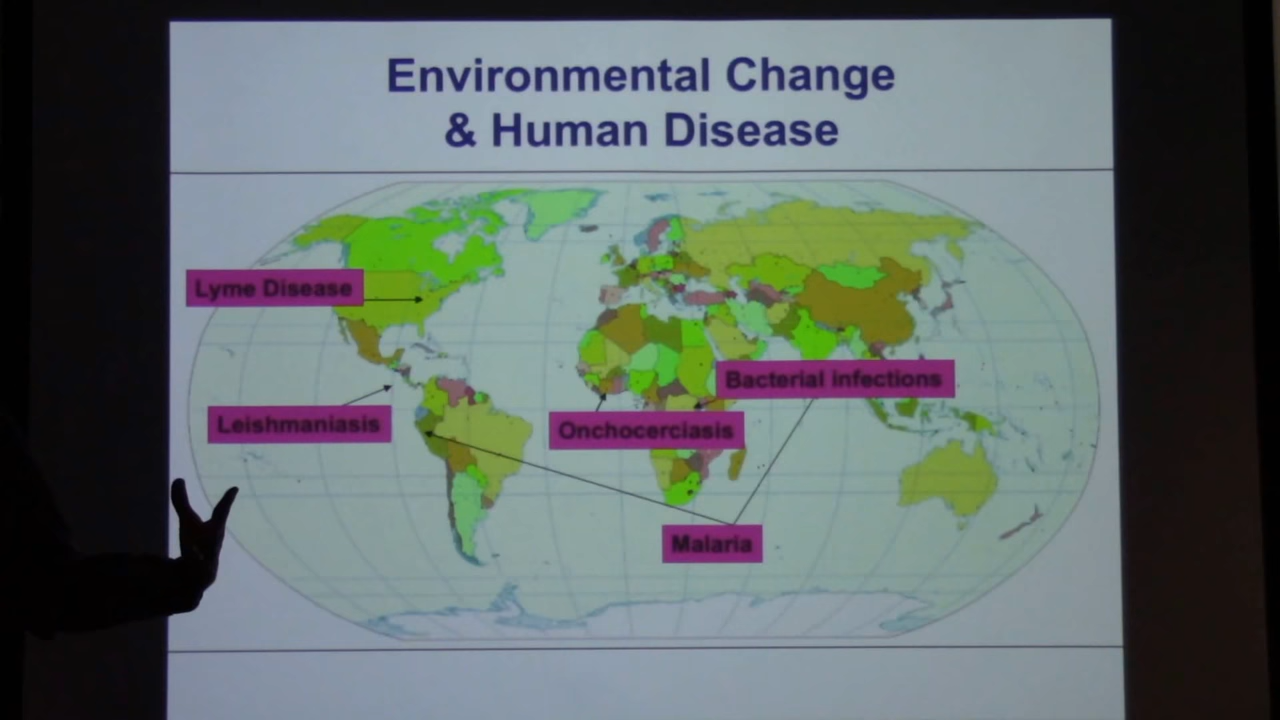 Environmental Change
& Human Disease
Lyme Disease
Bacterial infections
Leishmaniasis
Onchocerciasis
Malaria